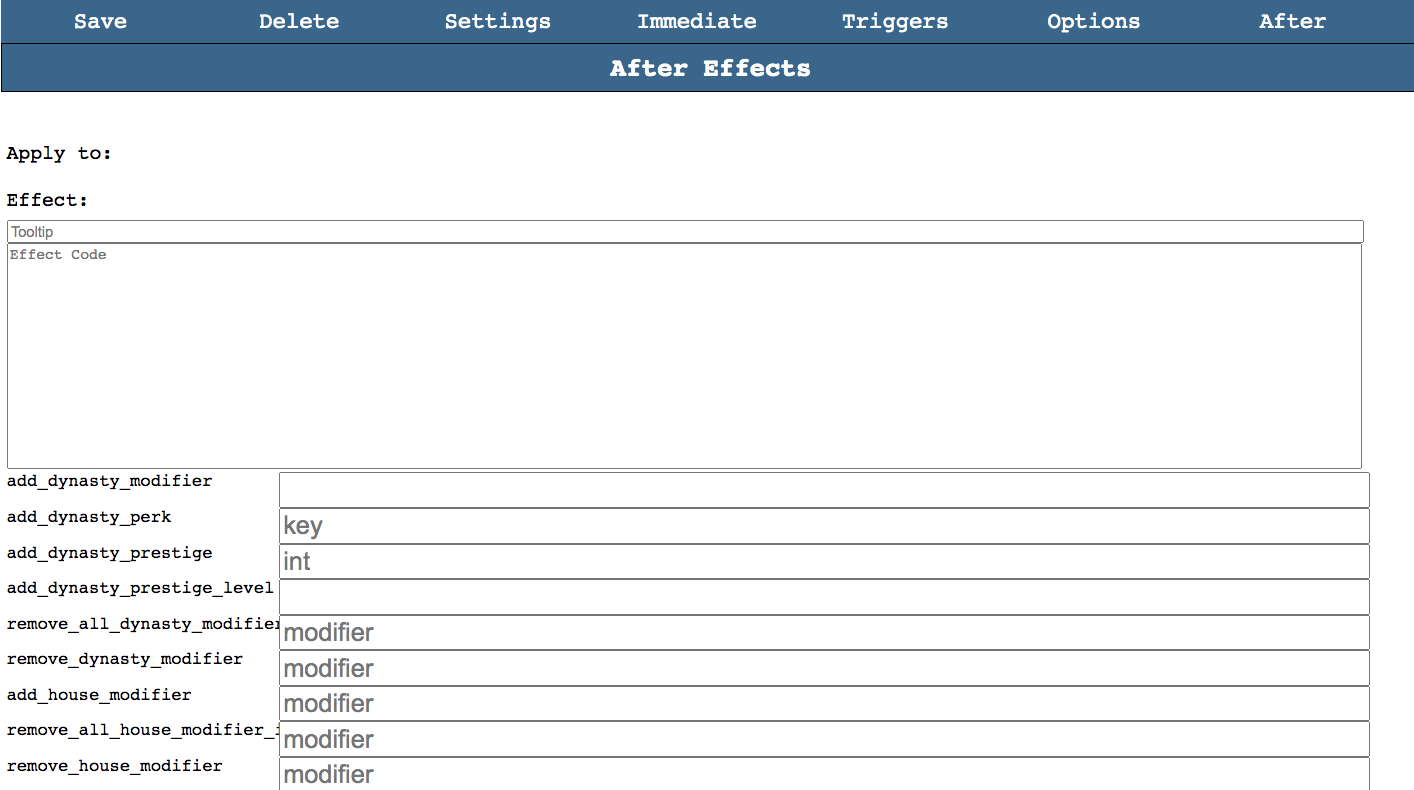 Save Delete Settings Immediate Triggers Options After
After Effects
Apply to:
Effect:
Tooltip
Effect Code
add_dynasty_modifier
add_dynasty_perk key
add_dynasty_prestige int
add_dynasty_prestige_level
remove_all_dynasty_modifier modifier
remove_dynasty_modifier modifier
add_house_modifier modifier
remove_all_house_modifier_ modifier
remove_house_modifier modifier